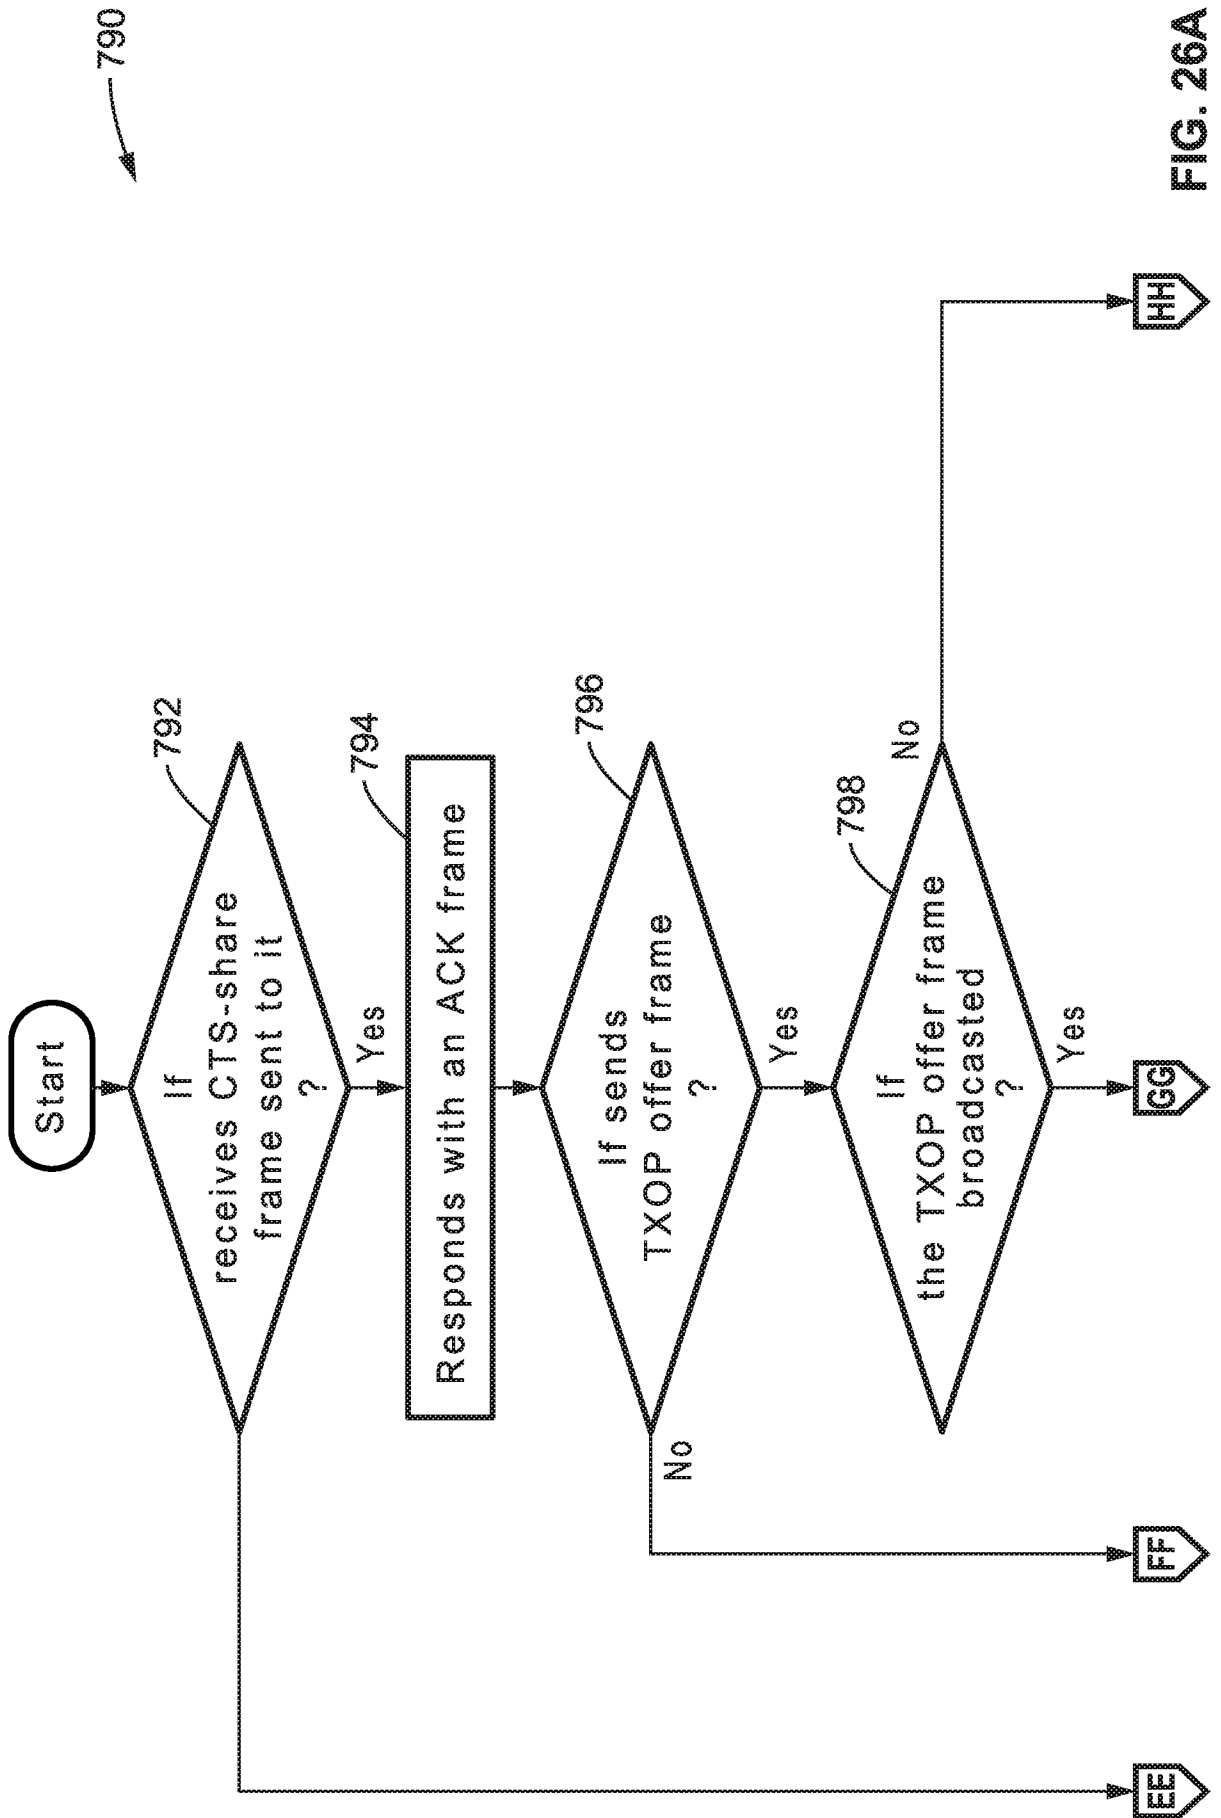 790
Start
792
If
receives CTS-share
frame sent to it
?
Yes
794
Responds with an ACK frame
796
If sends
TXOP offer frame
?
No
Yes
798
If
the TXOP offer frame
broadcasted
?
No
Yes
EE
FF
GG
HH
FIG. 26A